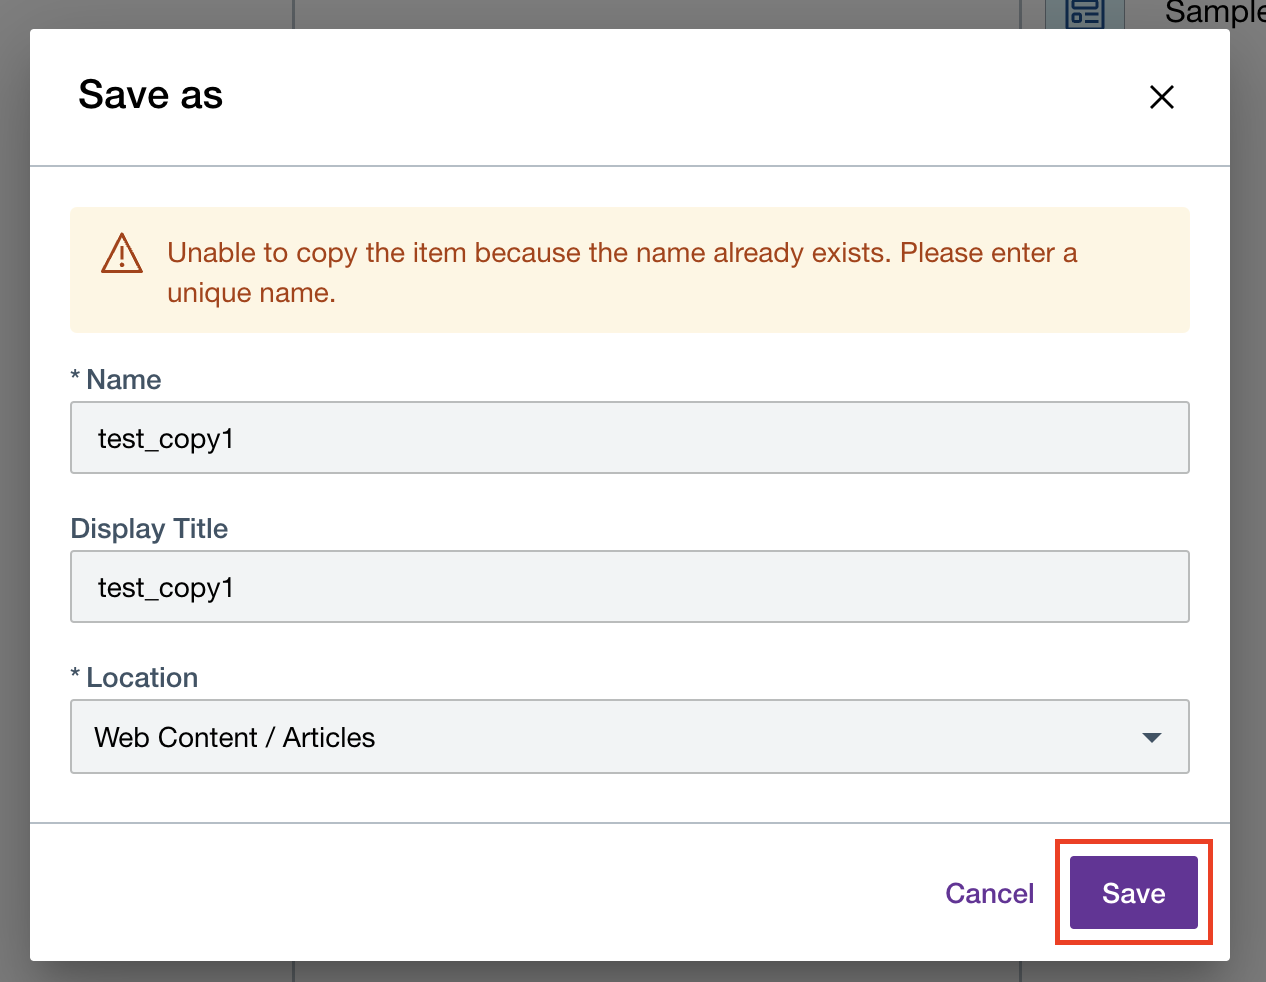 Sample
Save as
Unable to copy the item because the name already exists. Please enter a
unique name.
* Name
test_copy1
Display Title
test_copy1
* Location
Web Content / Articles
Cancel
Save